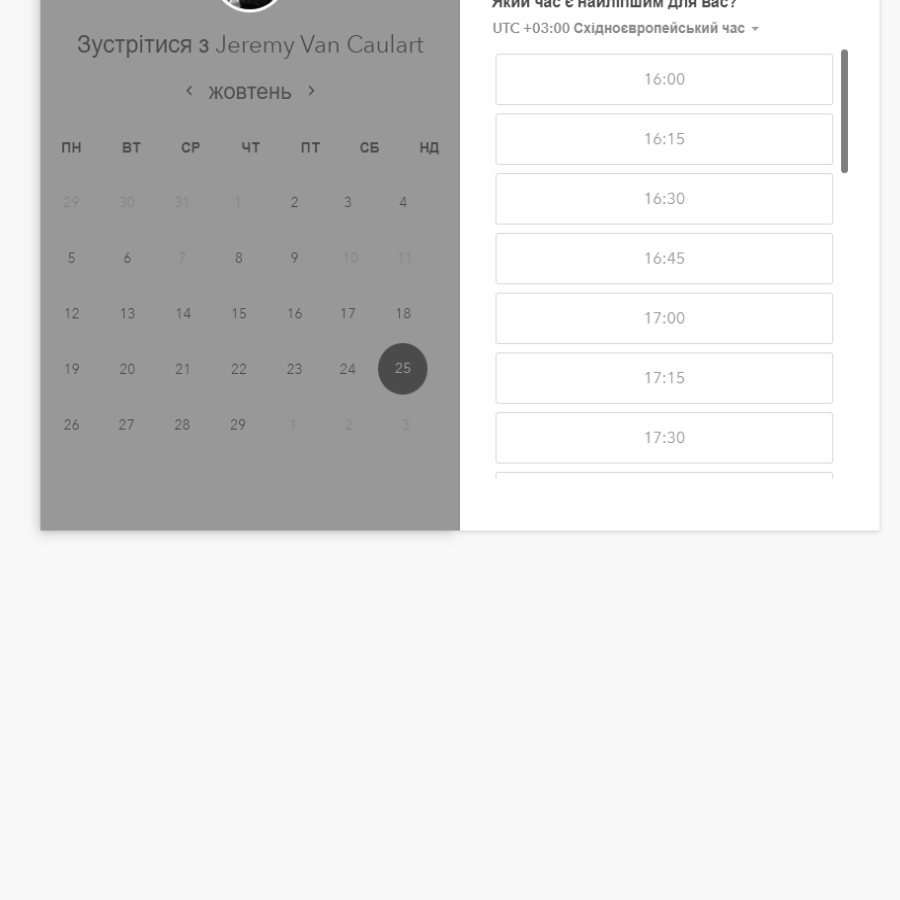 Зустрітися з Jeremy Van Caulart
‹ жовтень ›
ПН ВТ СР ЧТ ПТ СБ НД
29 30 31 1 2 3 4
5 6 7 8 9 10 11
12 13 14 15 16 17 18
19 20 21 22 23 24 25
26 27 28 29 1 2 3
Який час є найліпшим для вас?
UTC +03:00 Східноєвропейський час
16:00
16:15
16:30
16:45
17:00
17:15
17:30